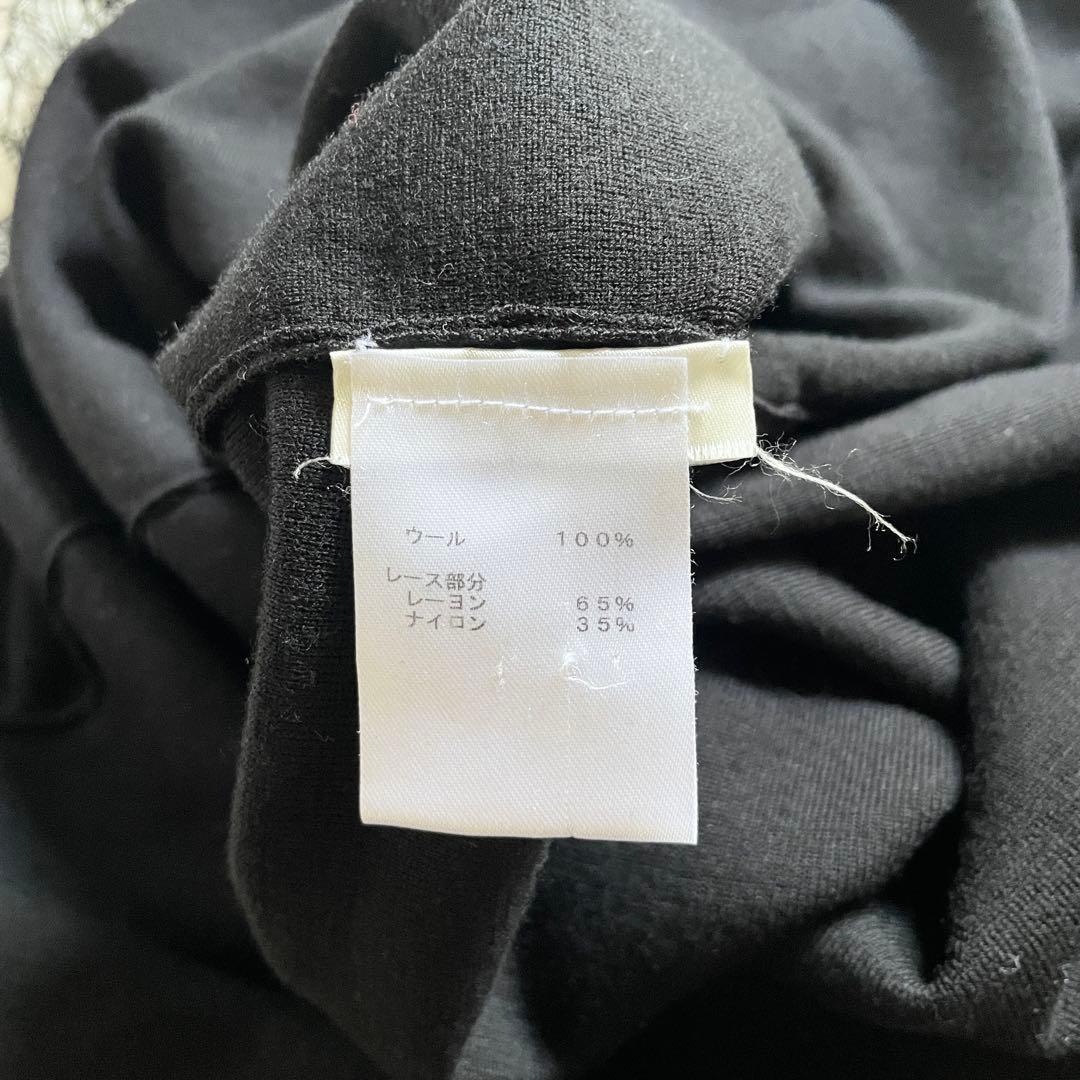 ウール 100%
レース部分
レーヨン 65%
ナイロン 35%